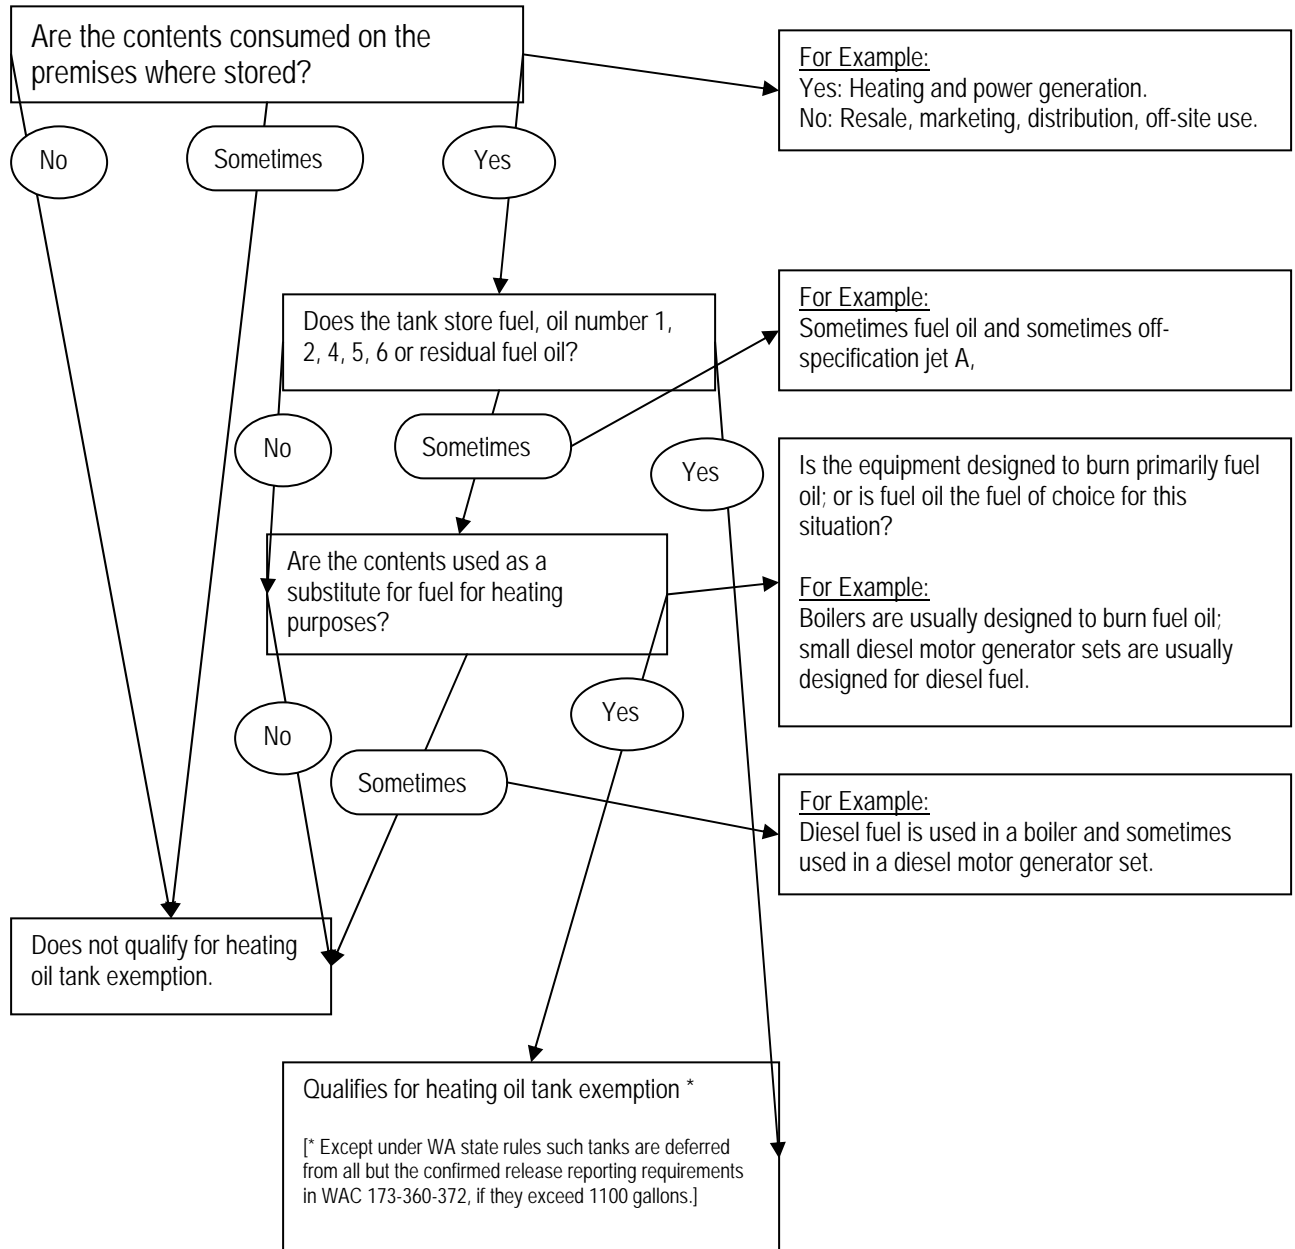 Are the contents consumed on the
premises where stored?
For Example:
Yes: Heating and power generation.
No: Resale, marketing, distribution, off-site use.
No
Sometimes
Yes
Does the tank store fuel, oil number 1,
2, 4, 5, 6 or residual fuel oil?
For Example:
Sometimes fuel oil and sometimes off-
specification jet A,
No
Sometimes
Yes
Is the equipment designed to burn primarily fuel
oil; or is fuel oil the fuel of choice for this
situation?
For Example:
Boilers are usually designed to burn fuel oil;
small diesel motor generator sets are usually
designed for diesel fuel.
Are the contents used as a
substitute for fuel for heating
purposes?
No
Sometimes
Yes
For Example:
Diesel fuel is used in a boiler and sometimes
used in a diesel motor generator set.
Does not qualify for heating
oil tank exemption.
Qualifies for heating oil tank exemption *
[* Except under WA state rules such tanks are deferred
from all but the confirmed release reporting requirements
in WAC 173-360-372, if they exceed 1100 gallons.]